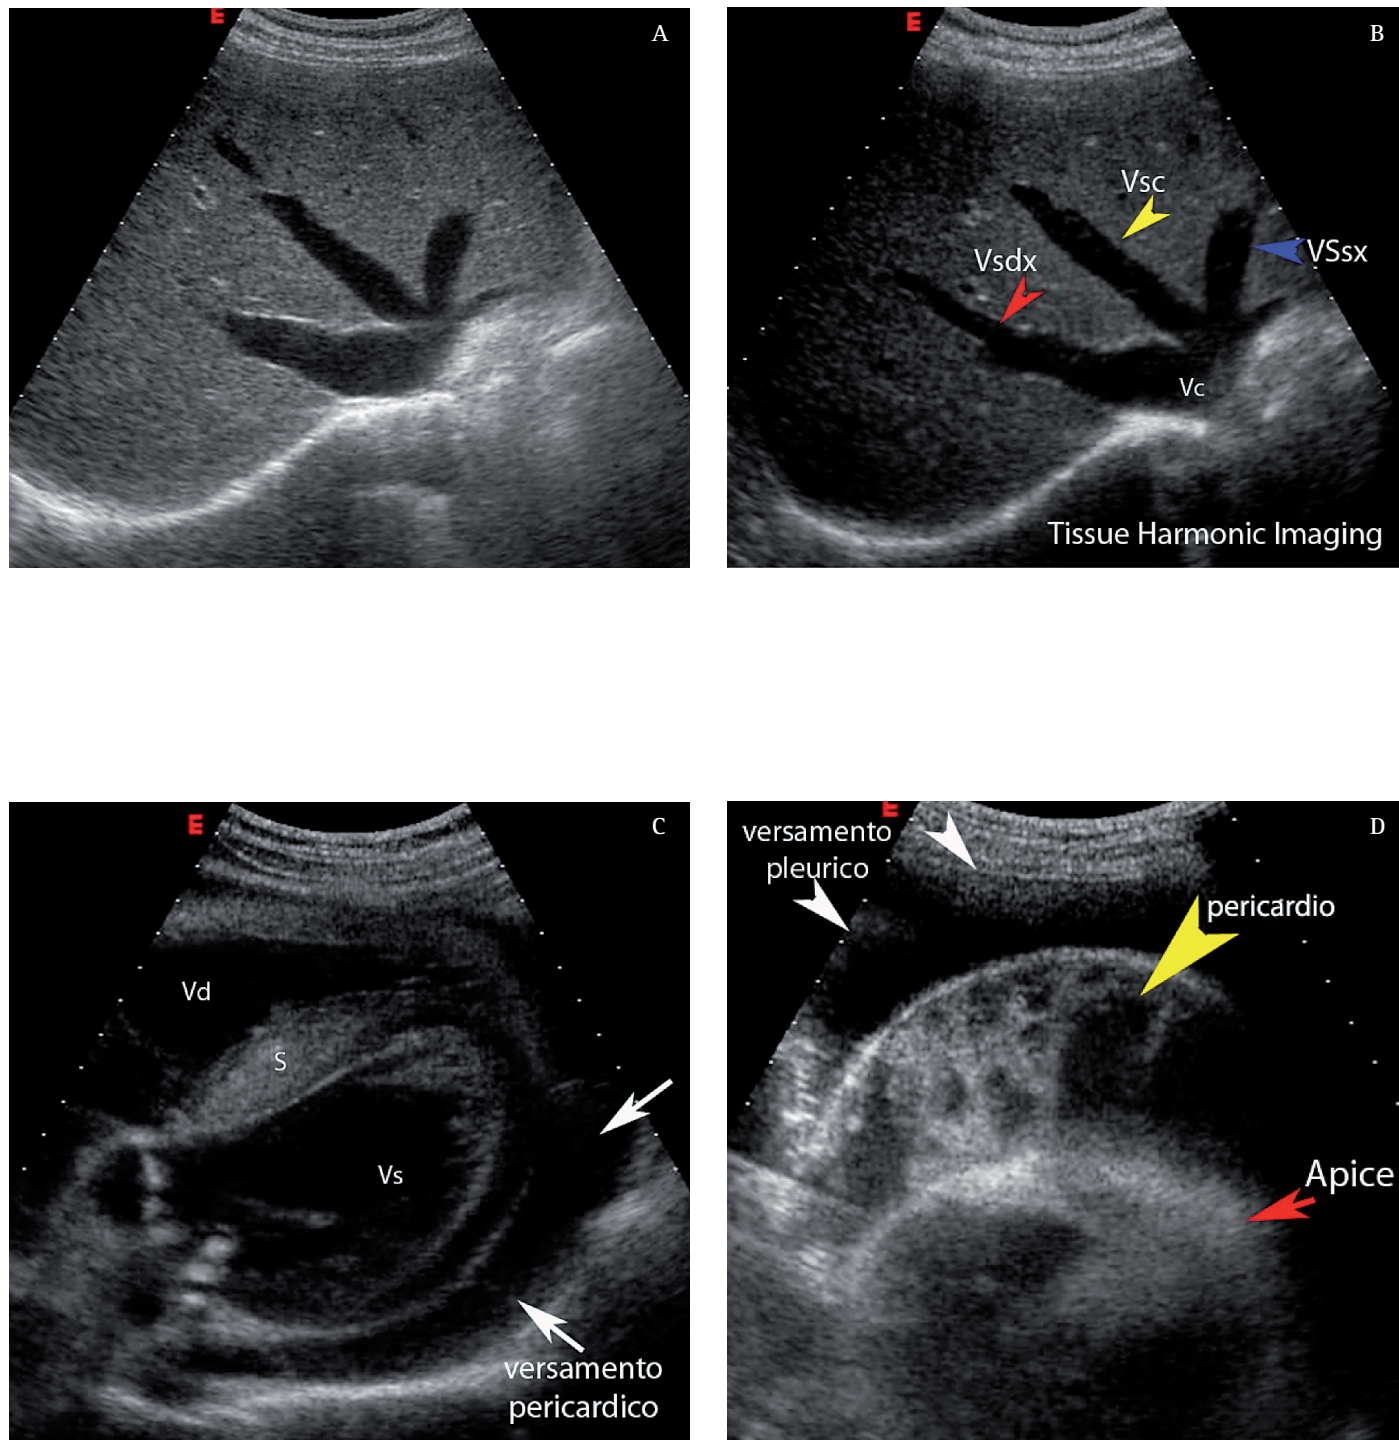 E
A
E
B
Vsc
VSsx
Vsdx
Vc
Tissue Harmonic Imaging
E
C
Vd
S
Vs
versamento
pericardico
E
D
versamento
pleurico
pericardio
Apice